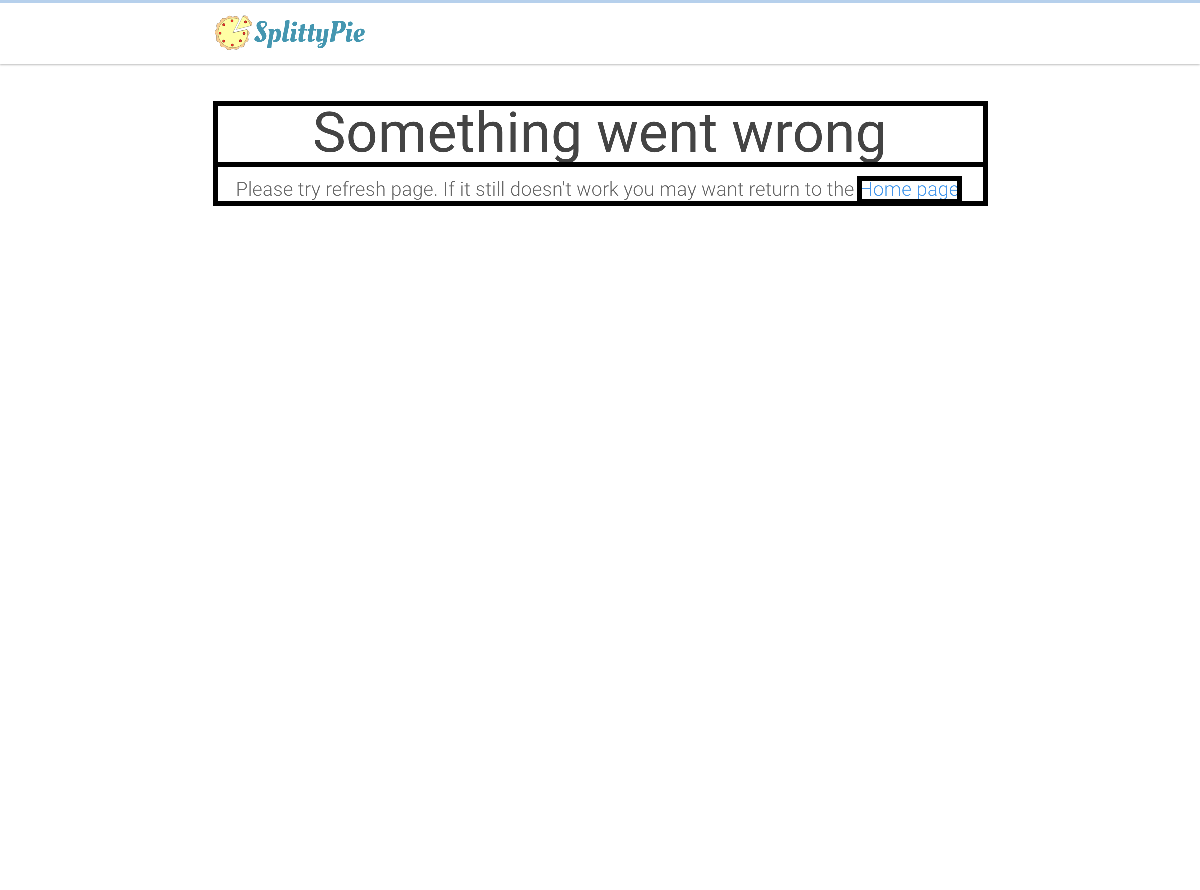 SplittyPie
Something went wrong
Please try refresh page. If it still doesn't work you may want return to the Home page